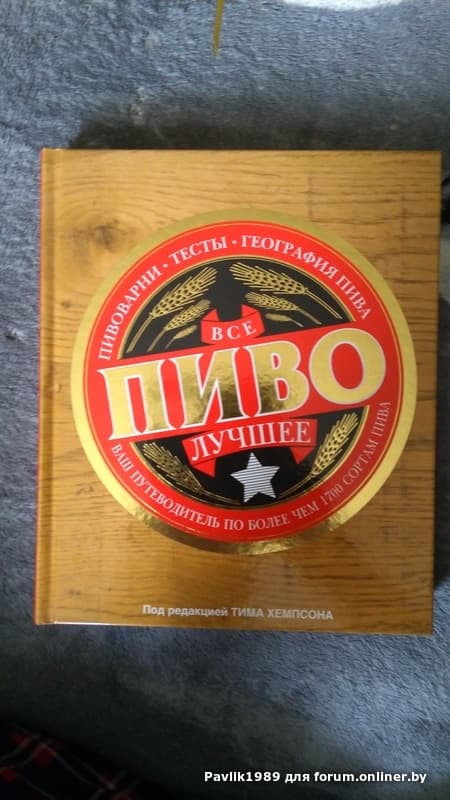 ПИВОВАРНИ • ТЕСТЫ • ГЕОГРАФИЯ ПИВА
ВСЕ
ПИВО
ЛУЧШЕЕ
ВАШ ПУТЕВОДИТЕЛЬ ПО БОЛЕЕ ЧЕМ 1700 СОРТАМ ПИВА
Под редакцией ТИМА ХЕМПСОНА
Pavlik1989 для forum.onliner.by